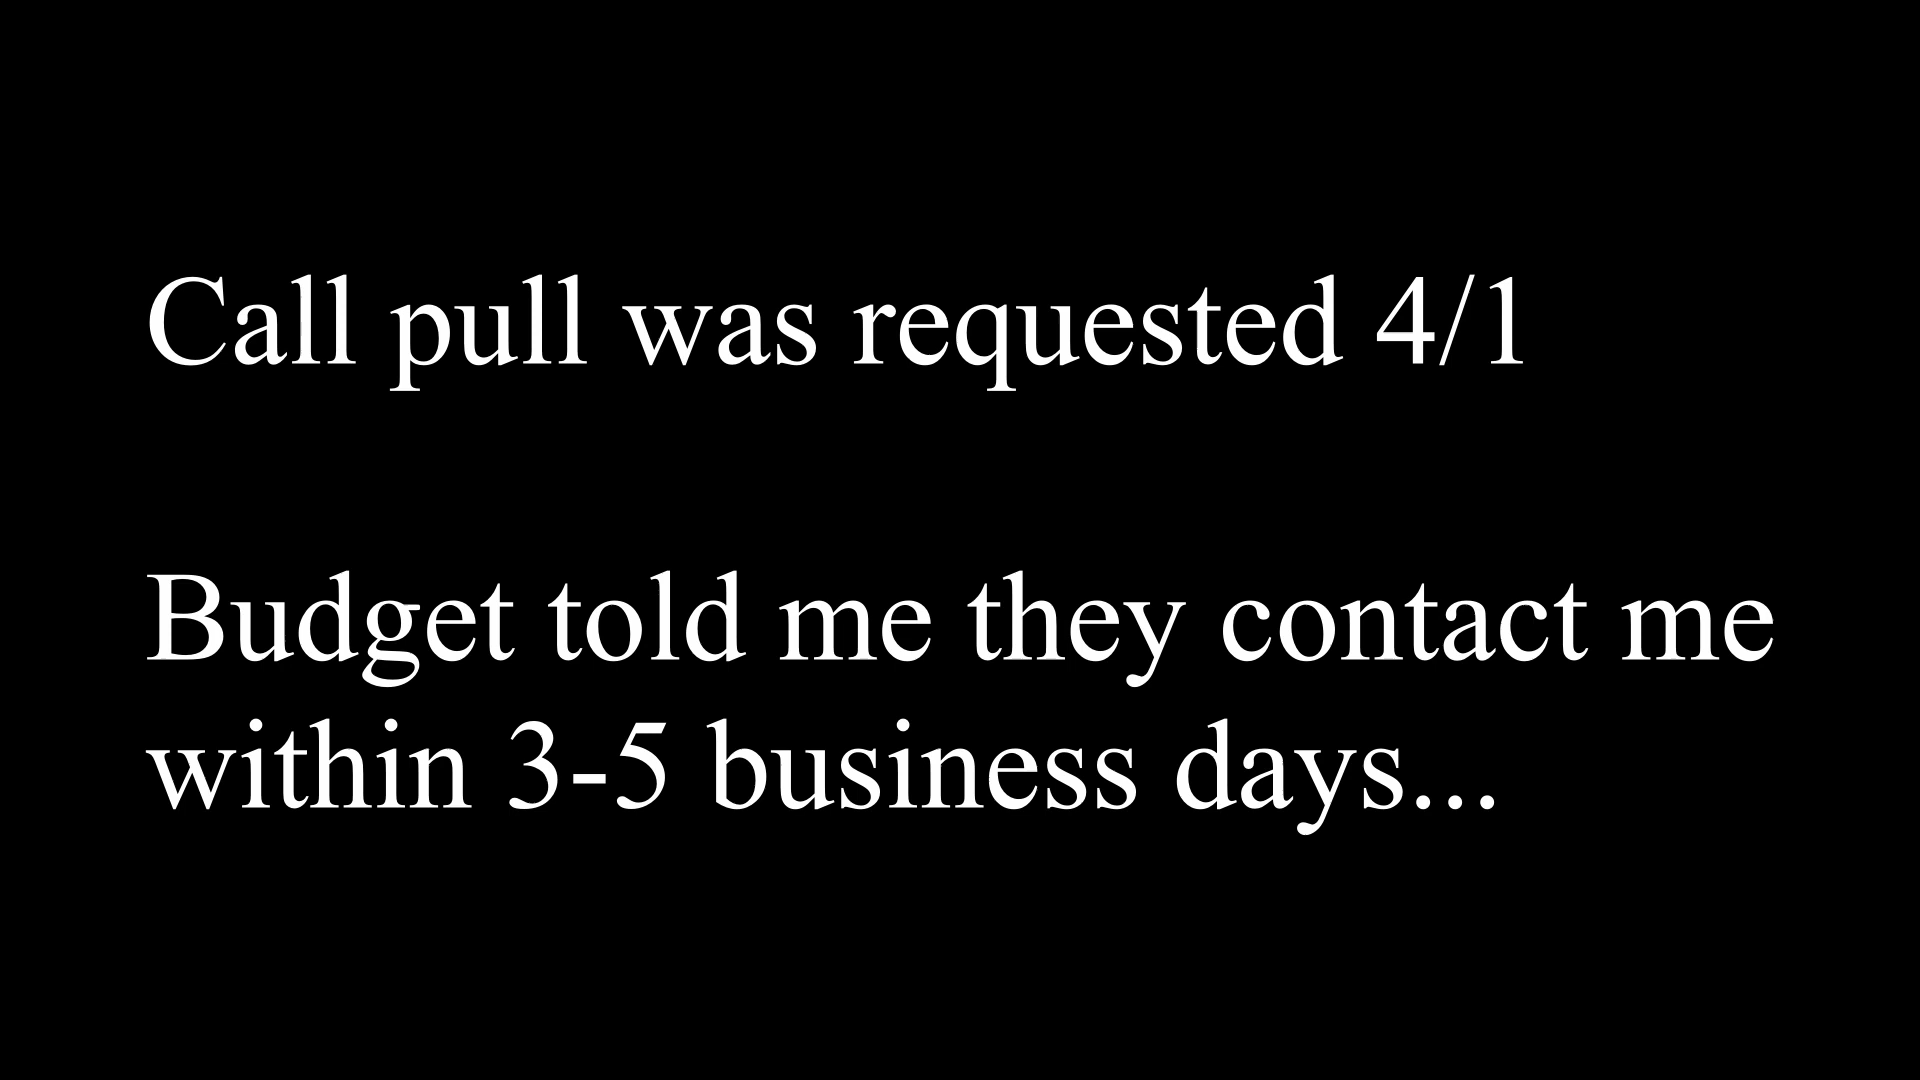 Call pull was requested 4/1
Budget told me they contact me
within 3-5 business days...